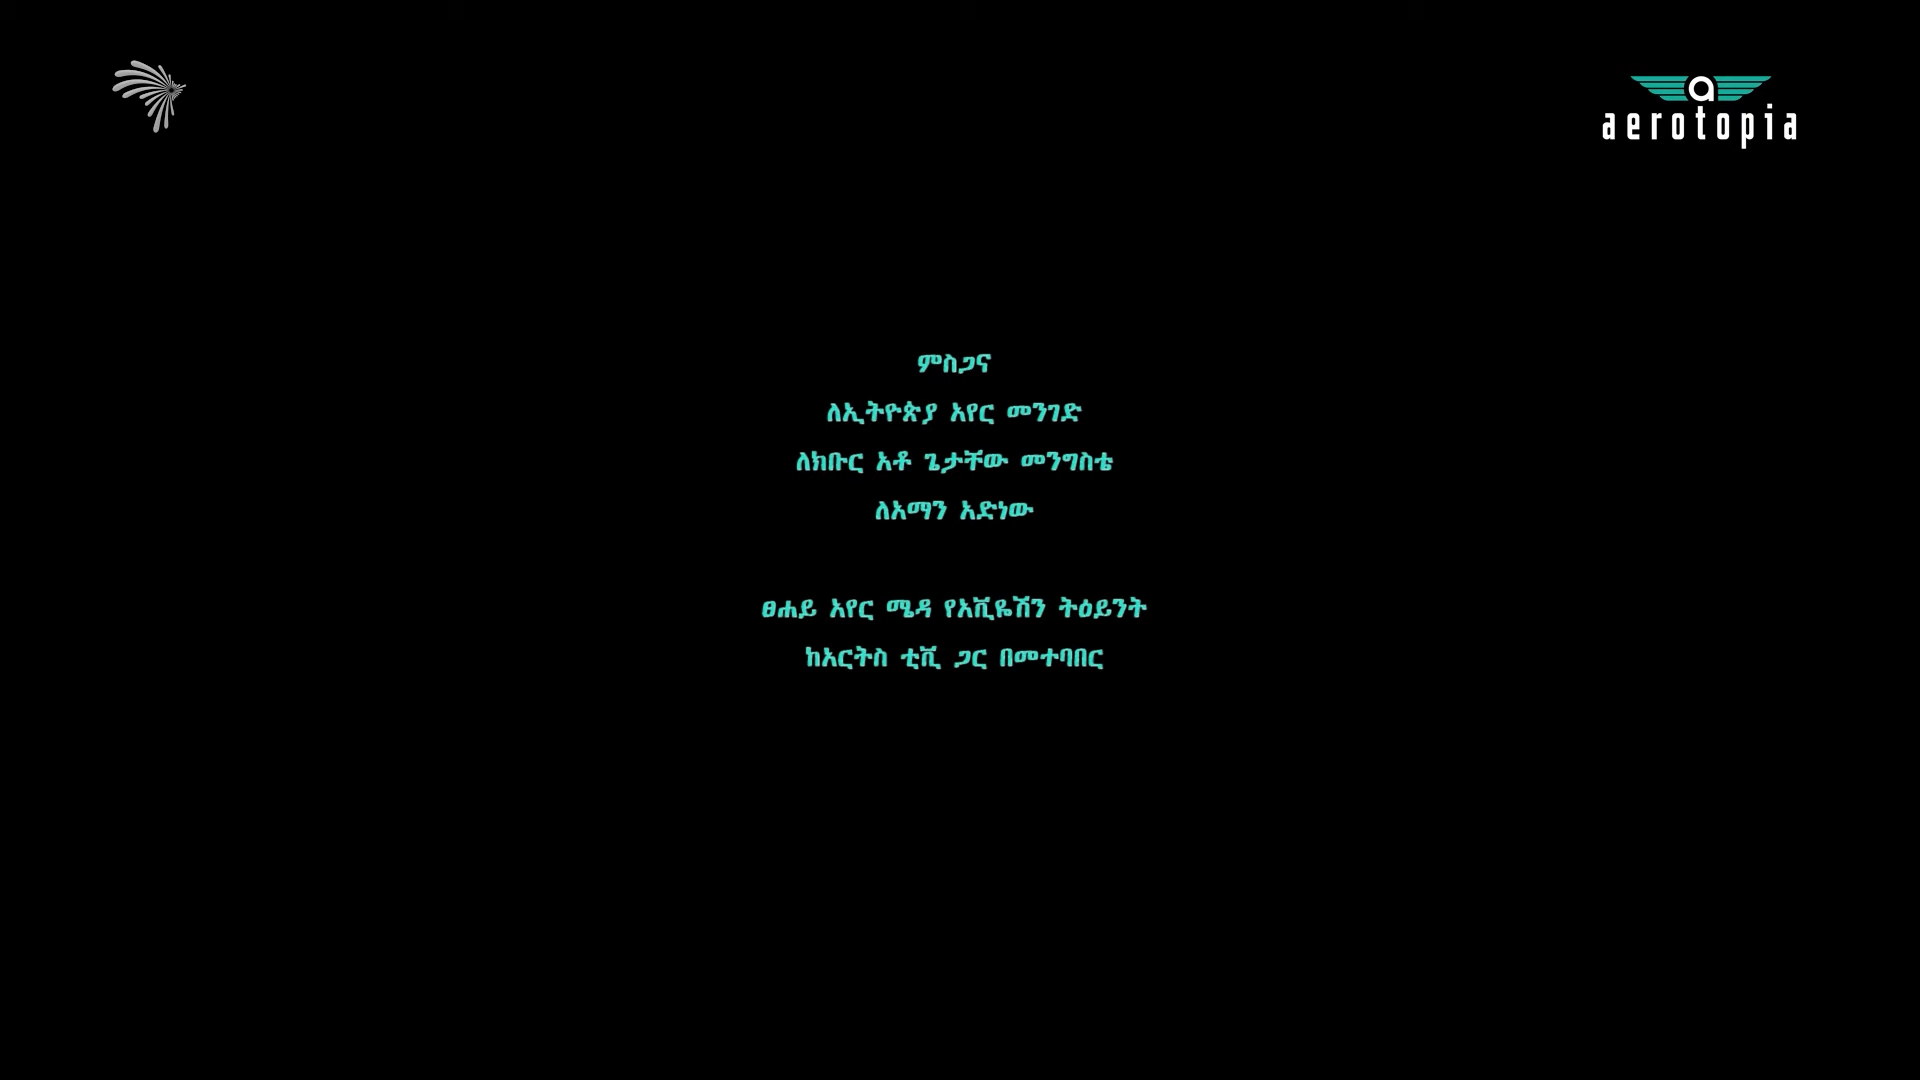 aerotopia
ምስጋና
ለኢትዮጵያ አየር መንገድ
ለክቡር አቶ ጌታቸው መንግስቴ
ለአማን አድነው
ፀሐይ አየር ሜዳ የአቪዬሽን ትዕይንት
ከአርትስ ቲቪ ጋር በመተባበር